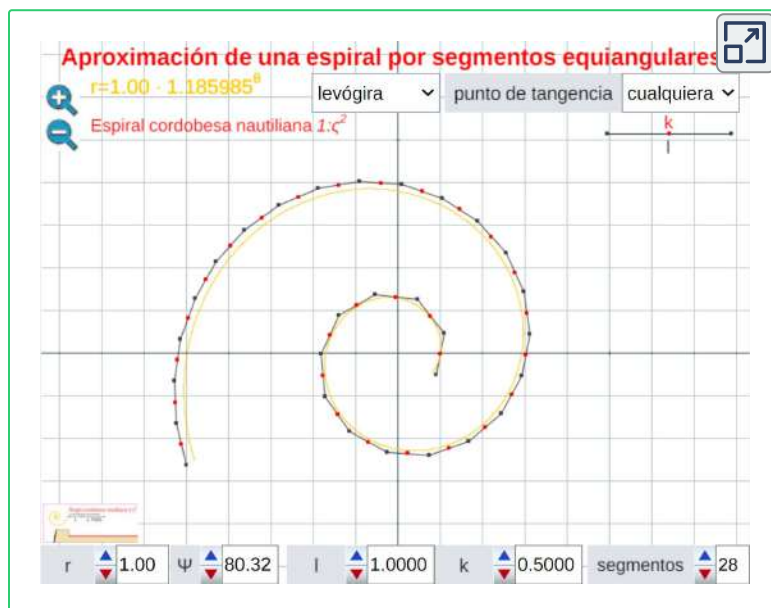 Aproximación de una espiral por segmentos equiangulares
r=1.00 · 1.185985^θ
levógira punto de tangencia cualquiera
Espiral cordobesa nautiliana 1:ς²
k
l
r 1.00 Ψ 80.32 l 1.0000 k 0.5000 segmentos 28